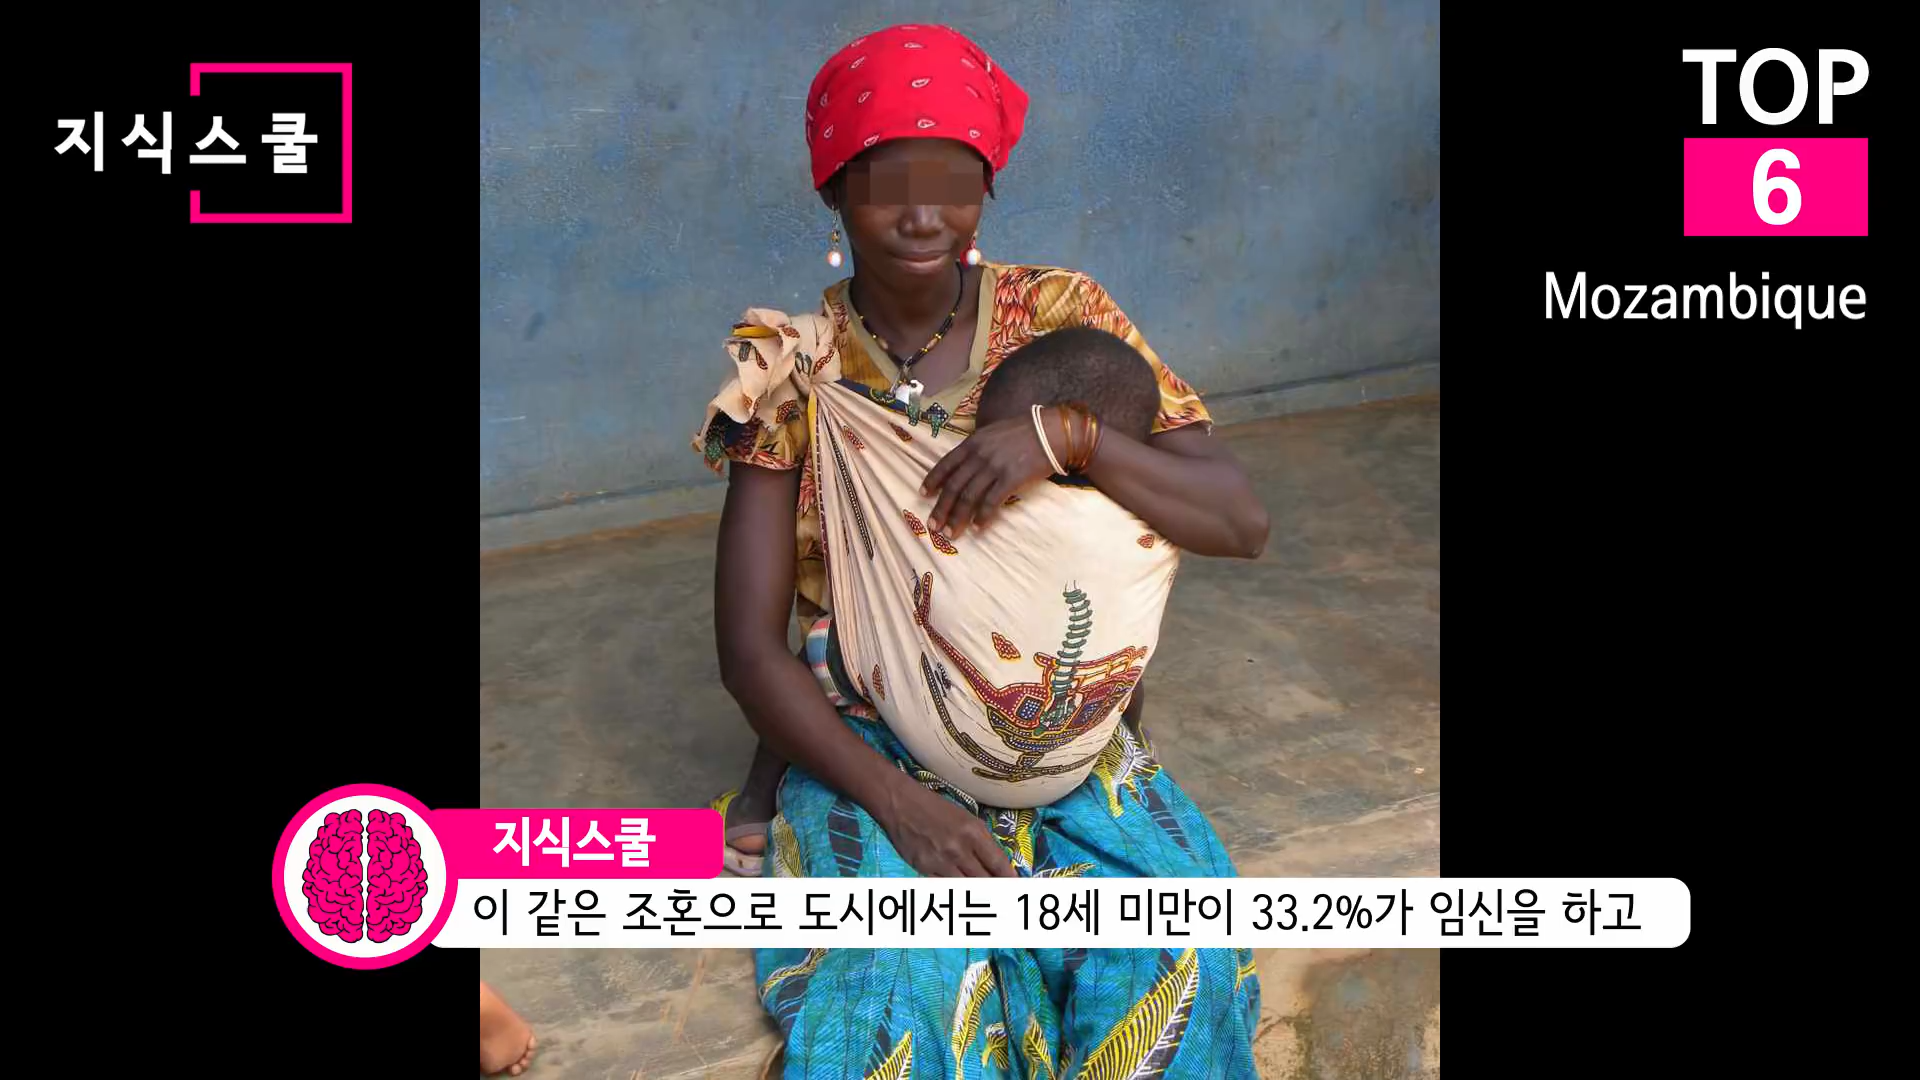 지식스쿨
TOP
6
Mozambique
지식스쿨
이 같은 조혼으로 도시에서는 18세 미만이 33.2%가 임신을 하고